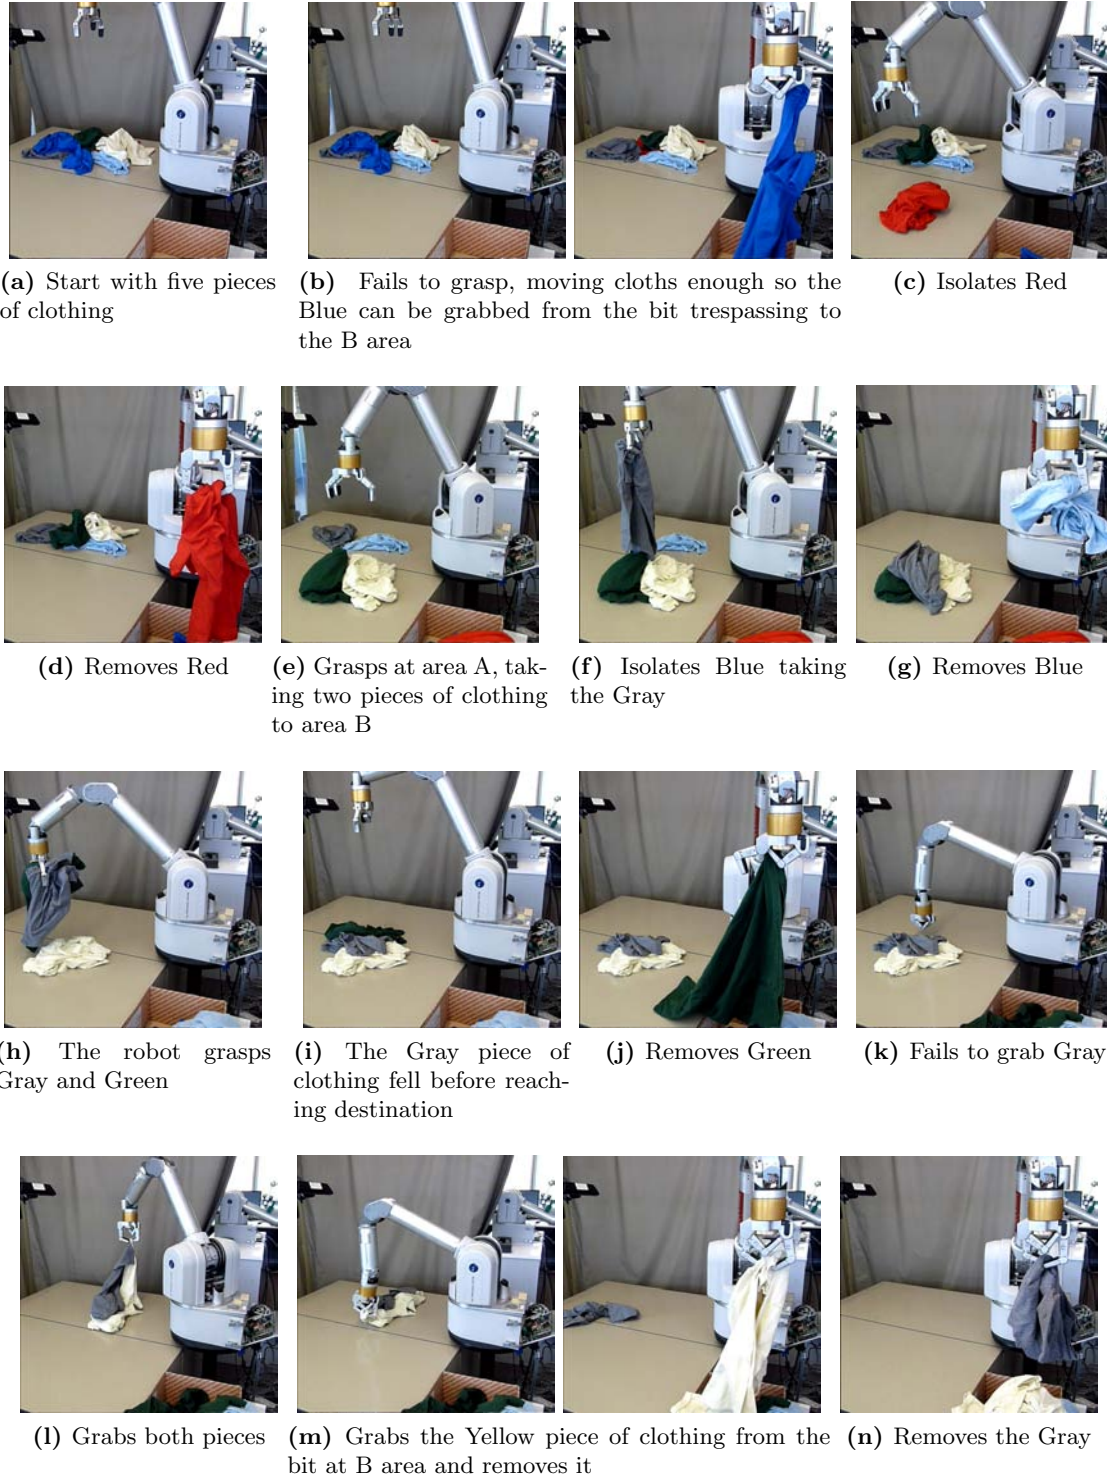 (a) Start with five pieces
of clothing
(b) Fails to grasp, moving cloths enough so the
Blue can be grabbed from the bit trespassing to
the B area
(c) Isolates Red
(d) Removes Red
(e) Grasps at area A, tak-
ing two pieces of clothing
to area B
(f) Isolates Blue taking
the Gray
(g) Removes Blue
(h) The robot grasps
Gray and Green
(i) The Gray piece of
clothing fell before reach-
ing destination
(j) Removes Green
(k) Fails to grab Gray
(l) Grabs both pieces
(m) Grabs the Yellow piece of clothing from the
bit at B area and removes it
(n) Removes the Gray